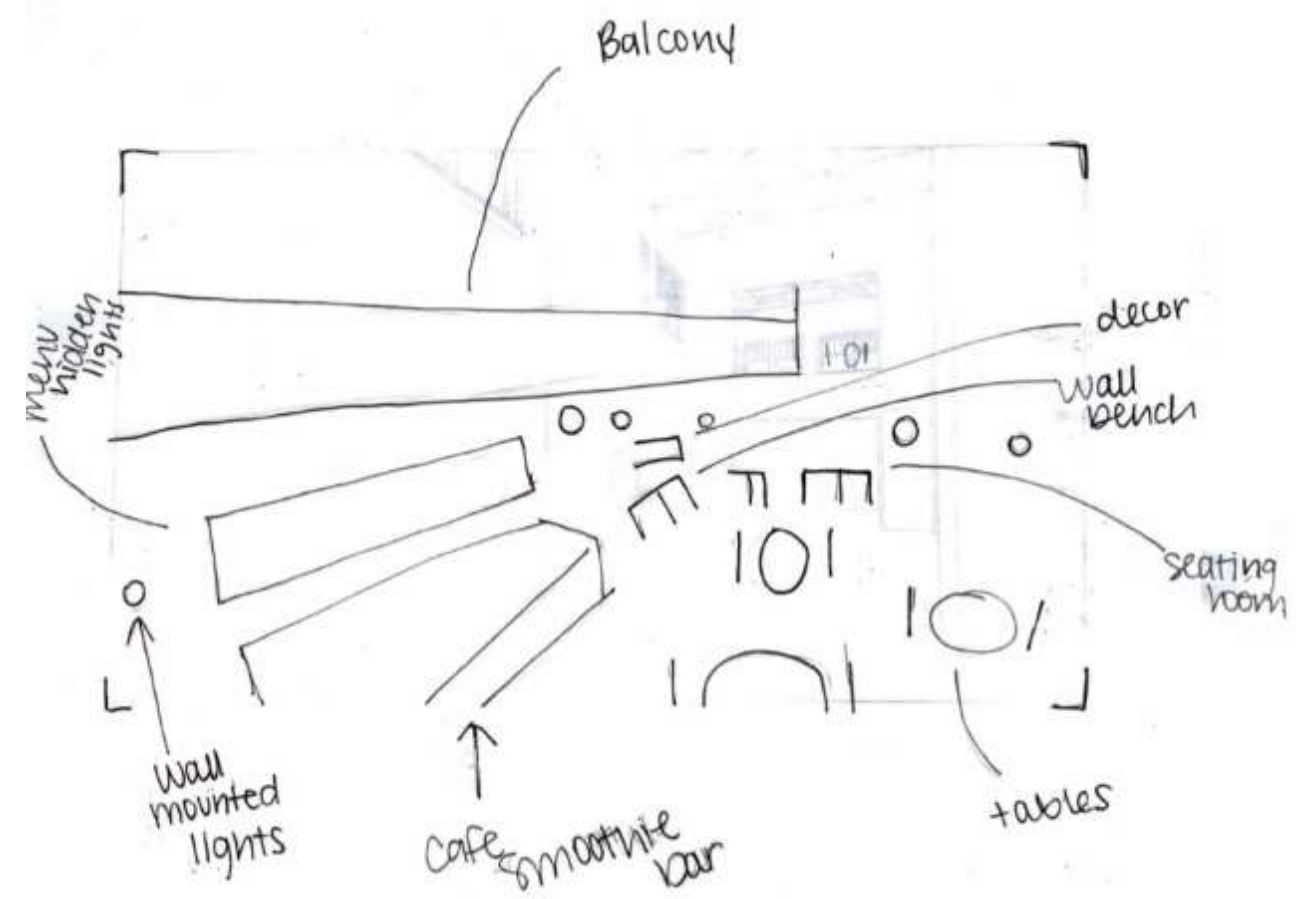 Balcony
menu
hidden
lights
decor
wall
bench
seating
room
wall
mounted
lights
cafe
smoothie
bar
tables